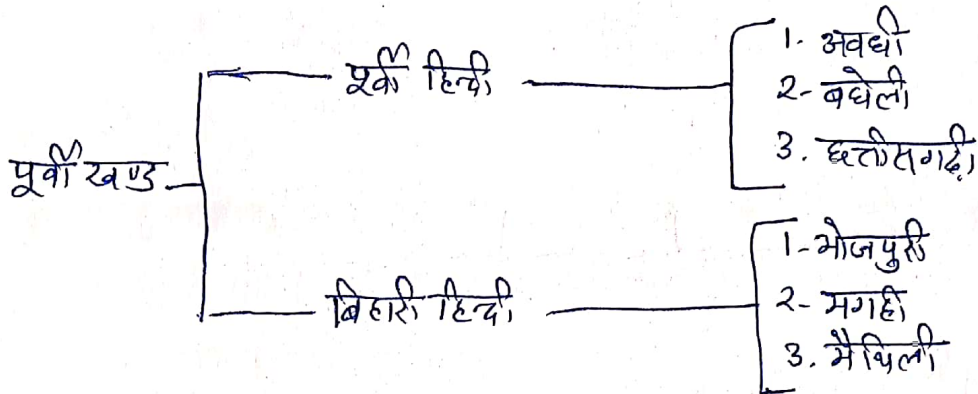 पूर्वी खण्ड
पूर्वी हिन्दी
1. अवधी
2- बघेली
3. छत्तीसगढ़ी
बिहारी हिन्दी
1- भोजपुरी
2- मगही
3. मैथिली